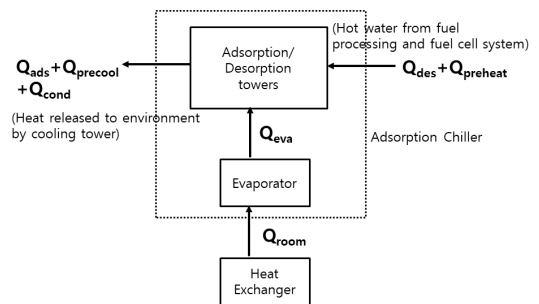 (Hot water from fuel
processing and fuel cell system)
Adsorption/
Desorption
towers
Qads+Qprecool
+Qcond
Qdes+Qpreheat
(Heat released to environment
by cooling tower)
Qeva
Adsorption Chiller
Evaporator
Qroom
Heat
Exchanger